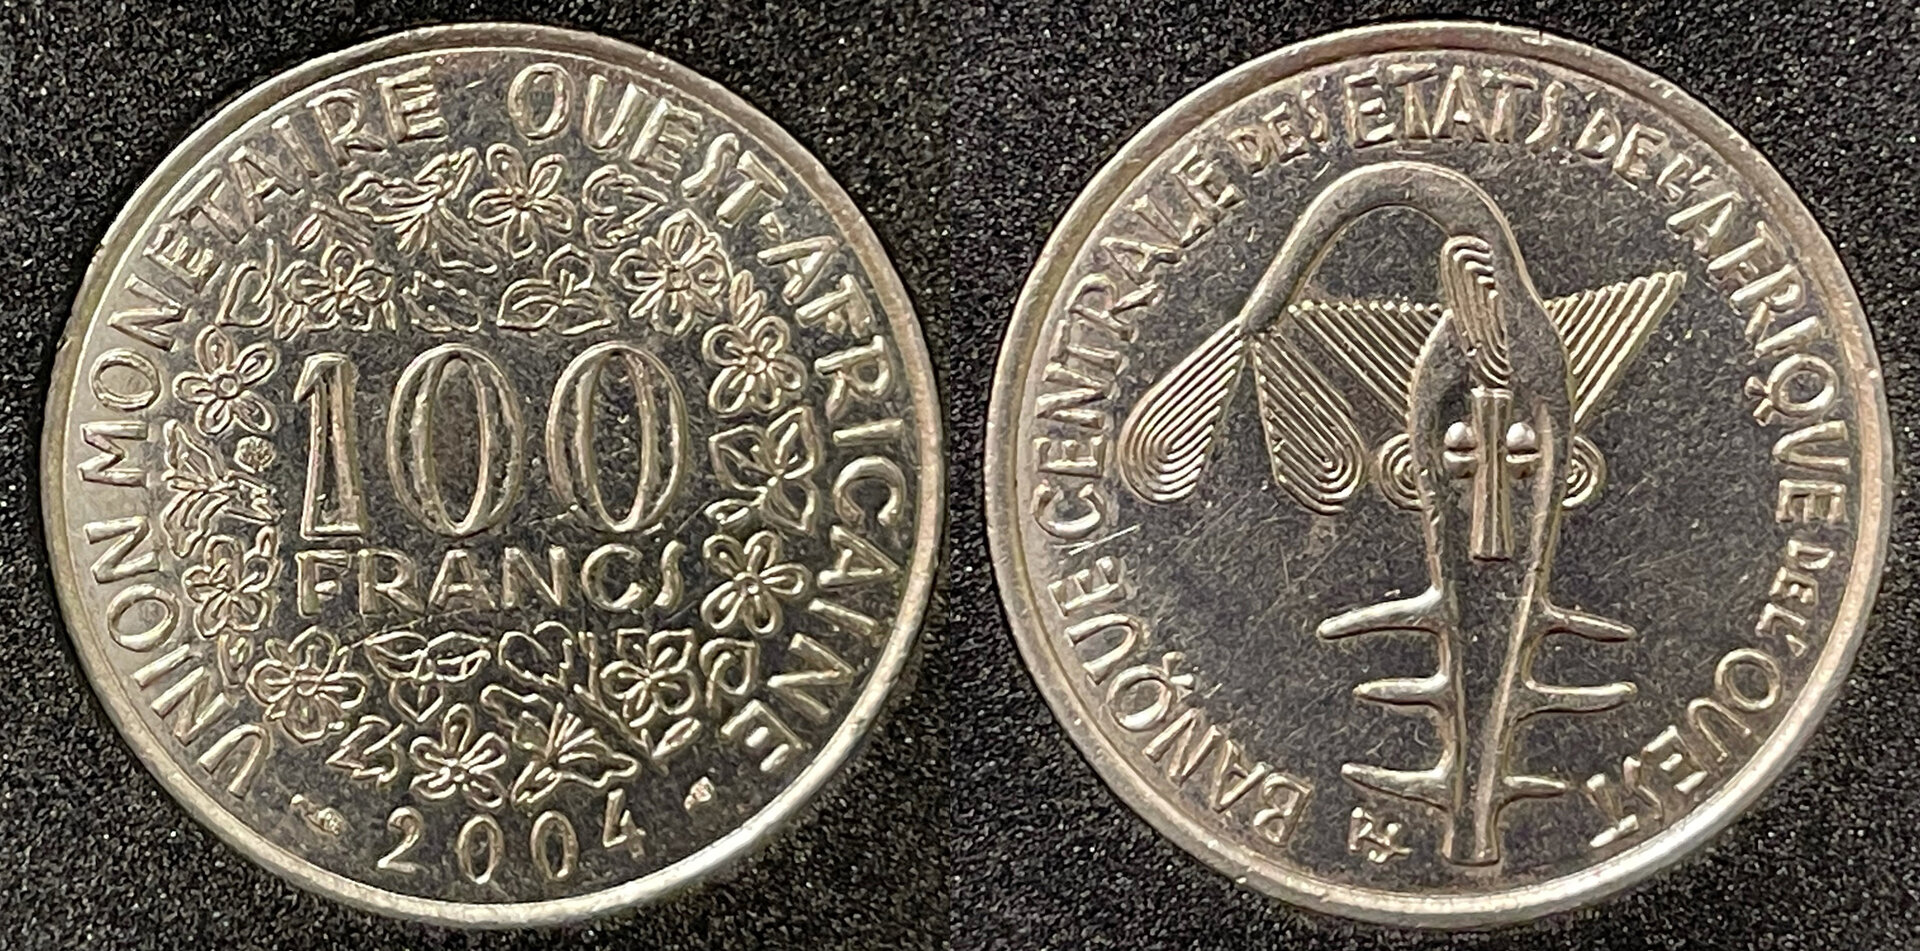 UNION MONETAIRE OUEST-AFRICAINE
100
FRANCS
2004
BANQUE CENTRALE DES ETATS DE L'AFRIQUE DE L'OUEST